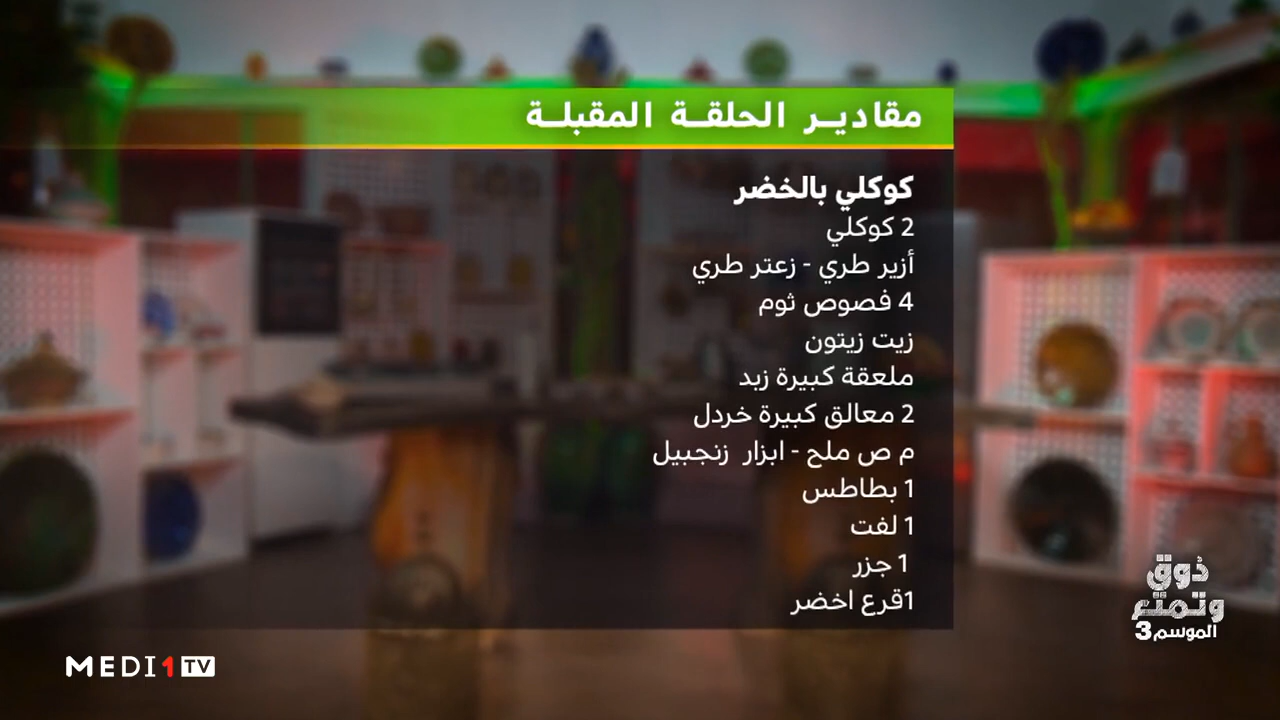 مقادير الحلقة المقبلة
كوكلي بالخضر
2 كوكلي
أزير طري - زعتر طري
4 فصوص ثوم
زيت زيتون
ملعقة كبيرة زبد
2 معالق كبيرة خردل
م ص ملح - ابزار زنجبيل
1 بطاطس
1 لفت
1 جزر
1قرع اخضر
ذوق
وتمتع
الموسم 3
MEDI1TV